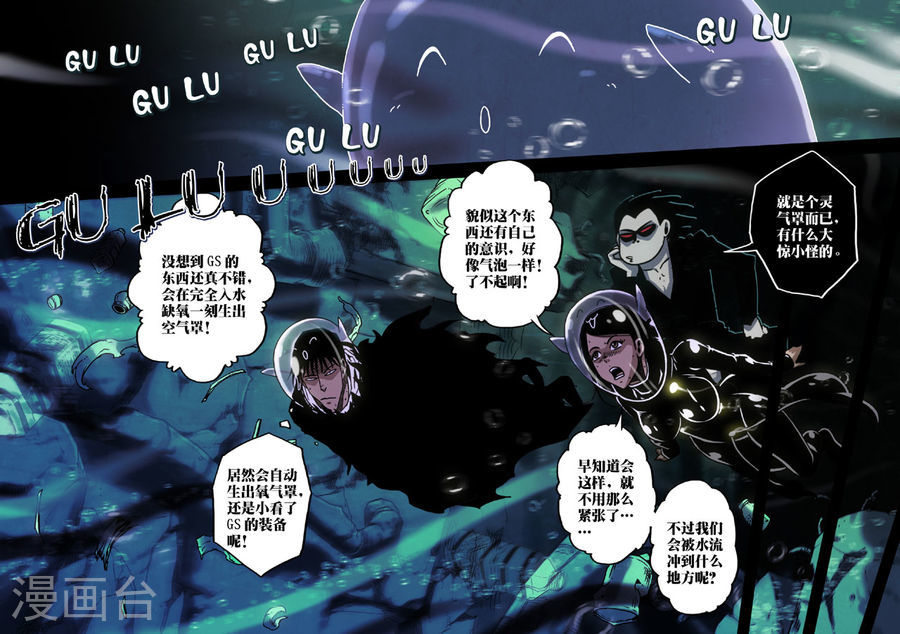 GU LU
GU LU
GU LU
GU LU
GU LU
GU LU U U U U U
就是个灵
气罩而已,
有什么大
惊小怪的。
貌似这个东
西还有自己
的意识,好
像气泡一样!
了不起啊!
没想到GS的
东西还真不错,
会在完全入水
缺氧一刻生出
空气罩!
居然会自动
生出氧气罩,
还是小看了
GS的装备
呢!
早知道会
这样,就
不用那么
紧张了…
…
不过我们
会被水流
冲到什么
地方呢?
漫画台